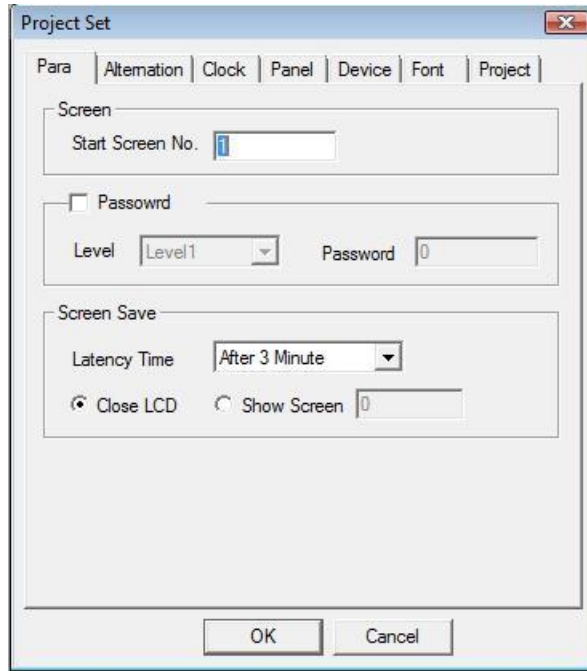 Project Set
Para Alternation Clock Panel Device Font Project
Screen
Start Screen No. 1
Passowrd
Level Level1 Password 0
Screen Save
Latency Time After 3 Minute
Close LCD Show Screen 0
OK Cancel